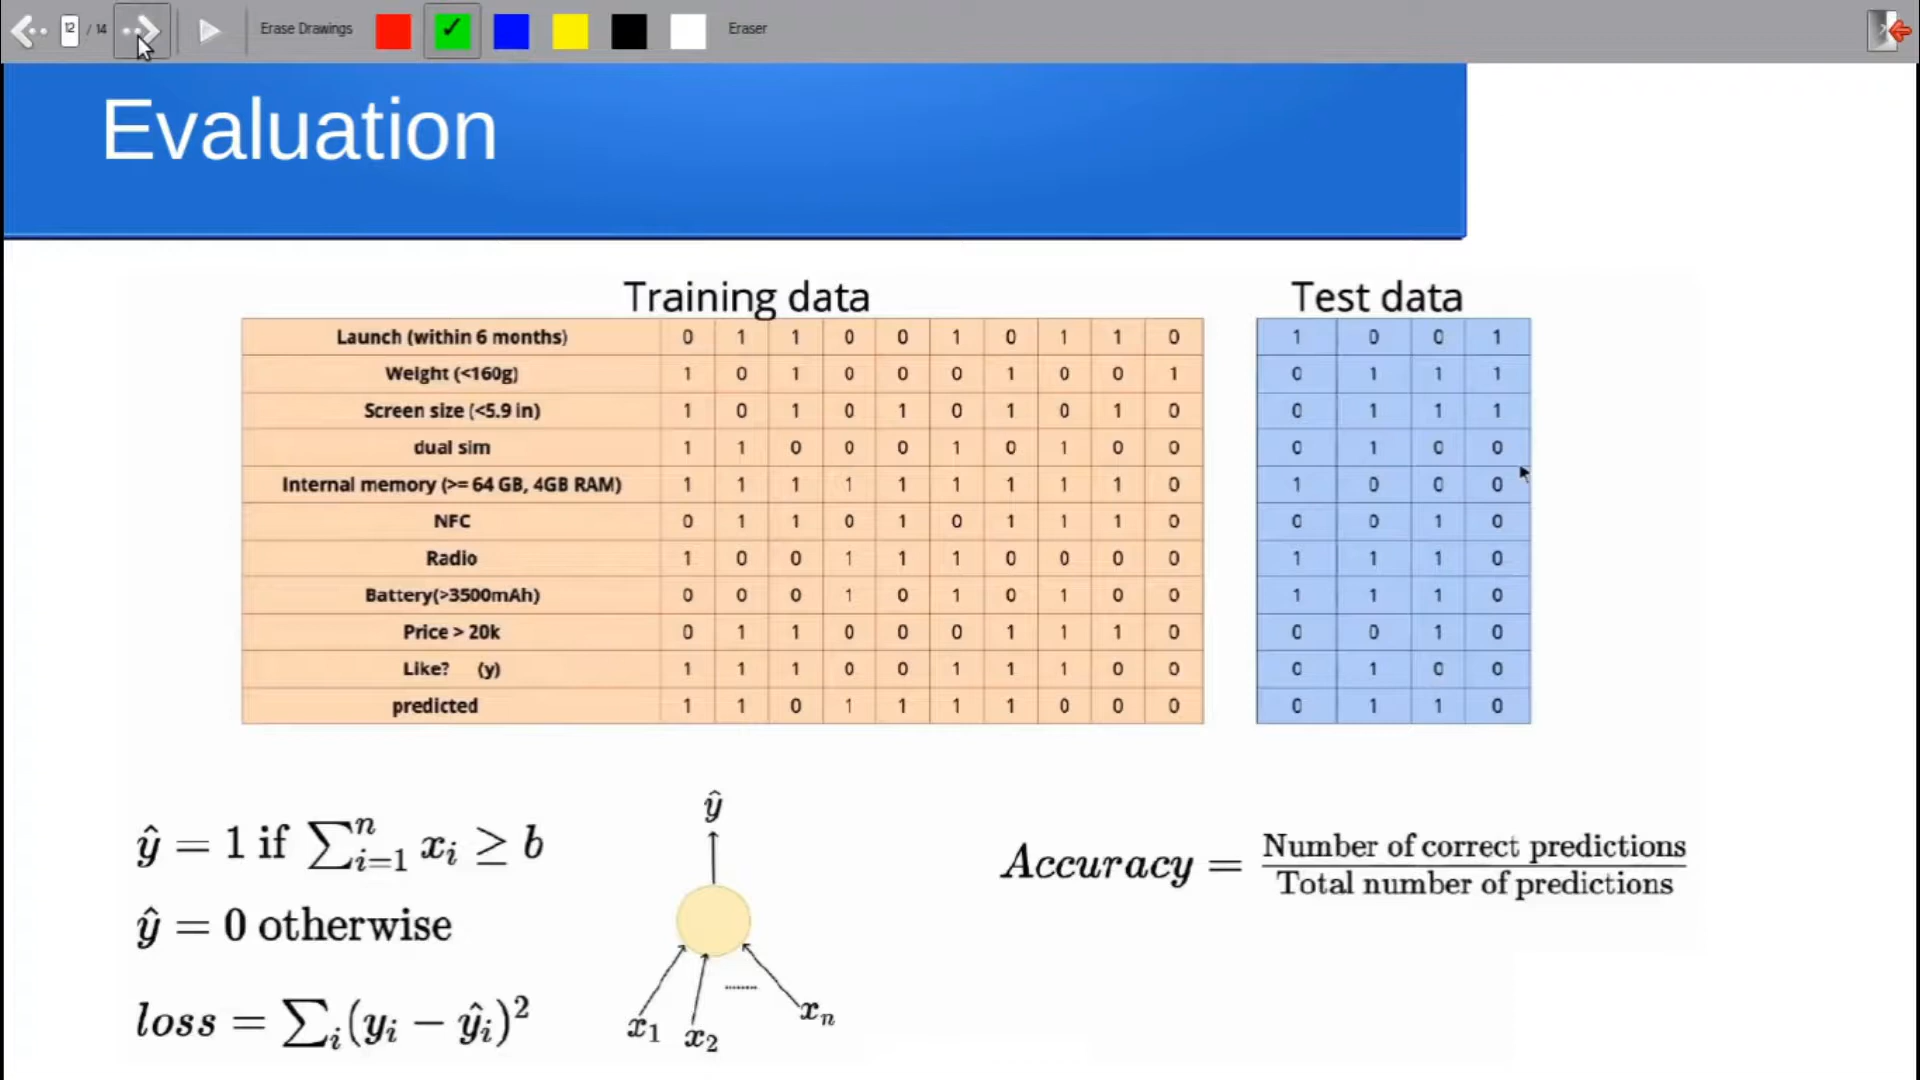 12 / 14 Erase Drawings Eraser
Evaluation
Training data Test data
Launch (within 6 months) 0 1 1 0 0 1 0 1 1 0 1 0 0 1
Weight (<160g) 1 0 1 0 0 0 1 0 0 1 0 1 1 1
Screen size (<5.9 in) 1 0 1 0 1 0 1 0 1 0 0 1 1 1
dual sim 1 1 0 0 0 1 0 1 0 0 0 1 0 0
Internal memory (>= 64 GB, 4GB RAM) 1 1 1 1 1 1 1 1 1 0 1 0 0 0
NFC 0 1 1 0 1 0 1 1 1 0 0 0 1 0
Radio 1 0 0 1 1 1 0 0 0 0 1 1 1 0
Battery(>3500mAh) 0 0 0 1 0 1 0 1 0 0 1 1 1 0
Price > 20k 0 1 1 0 0 0 1 1 1 0 0 0 1 0
Like? (y) 1 1 1 0 0 1 1 1 0 0 0 1 0 0
predicted 1 1 0 1 1 1 1 0 0 0 0 1 1 0
ŷ = 1 if ∑ⁿᵢ₌₁ xᵢ ≥ b
ŷ = 0 otherwise
loss = ∑ᵢ(yᵢ − ŷᵢ)²
ŷ
x₁ x₂ ........ xₙ
Accuracy = Number of correct predictions
Total number of predictions